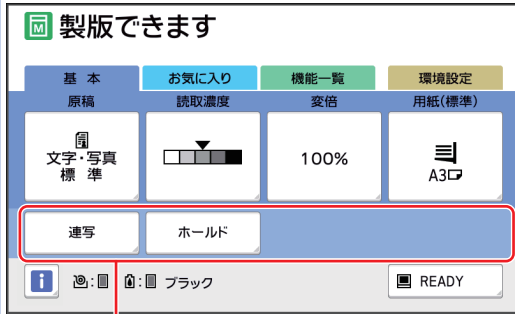 M 製版できます
基本 お気に入り 機能一覧 環境設定
原稿 読取濃度 変倍 用紙(標準)
文字・写真
標準
100%
A3
連写 ホールド
i : : ブラック READY